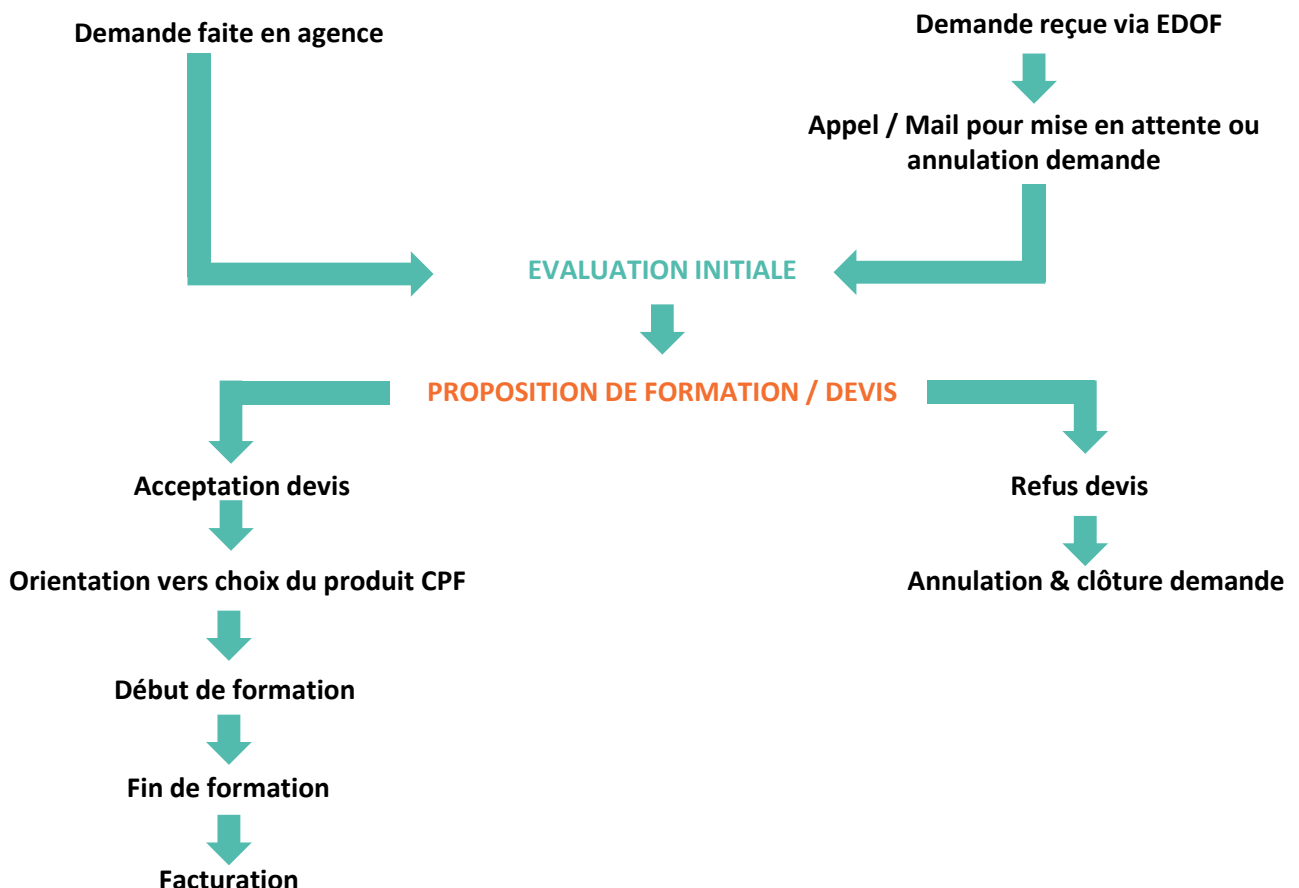 Demande faite en agence
Demande reçue via EDOF
Appel / Mail pour mise en attente ou
annulation demande
EVALUATION INITIALE
PROPOSITION DE FORMATION / DEVIS
Acceptation devis
Refus devis
Orientation vers choix du produit CPF
Annulation & clôture demande
Début de formation
Fin de formation
Facturation